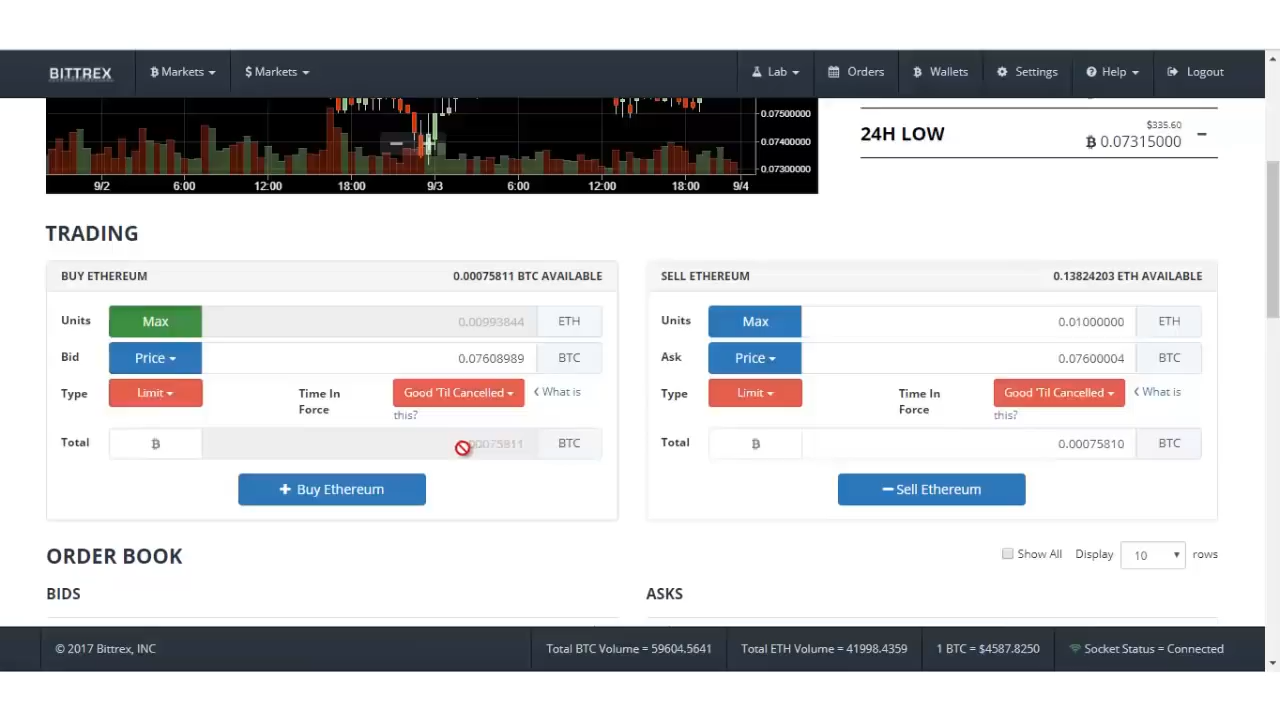 BITTREX ₿ Markets $ Markets Lab Orders ₿ Wallets Settings Help Logout
0.07500000
0.07400000
0.07300000
9/2 6:00 12:00 18:00 9/3 6:00 12:00 18:00 9/4
24H LOW $335.60
₿ 0.07315000
TRADING
BUY ETHEREUM 0.00075811 BTC AVAILABLE
Units Max 0.00993844 ETH
Bid Price 0.07608989 BTC
Type Limit Time In Force Good 'Til Cancelled What is this?
Total ₿ 0.00075811 BTC
+ Buy Ethereum
SELL ETHEREUM 0.13824203 ETH AVAILABLE
Units Max 0.01000000 ETH
Ask Price 0.07600004 BTC
Type Limit Time In Force Good 'Til Cancelled What is this?
Total ₿ 0.00075810 BTC
− Sell Ethereum
ORDER BOOK
Show All Display 10 rows
BIDS
ASKS
© 2017 Bittrex, INC Total BTC Volume = 59604.5641 Total ETH Volume = 41998.4359 1 BTC = $4587.8250 Socket Status = Connected